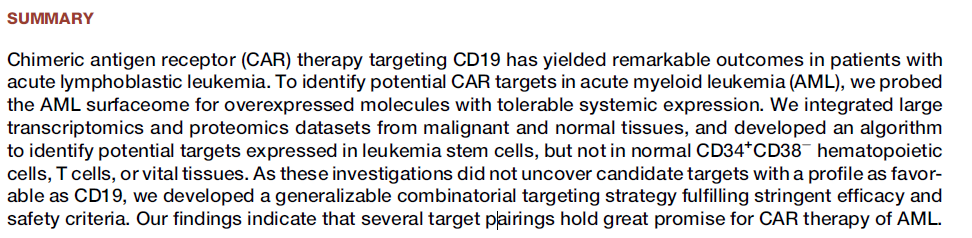 SUMMARY
Chimeric antigen receptor (CAR) therapy targeting CD19 has yielded remarkable outcomes in patients with
acute lymphoblastic leukemia. To identify potential CAR targets in acute myeloid leukemia (AML), we probed
the AML surfaceome for overexpressed molecules with tolerable systemic expression. We integrated large
transcriptomics and proteomics datasets from malignant and normal tissues, and developed an algorithm
to identify potential targets expressed in leukemia stem cells, but not in normal CD34⁺CD38⁻ hematopoietic
cells, T cells, or vital tissues. As these investigations did not uncover candidate targets with a profile as favor-
able as CD19, we developed a generalizable combinatorial targeting strategy fulfilling stringent efficacy and
safety criteria. Our findings indicate that several target pairings hold great promise for CAR therapy of AML.